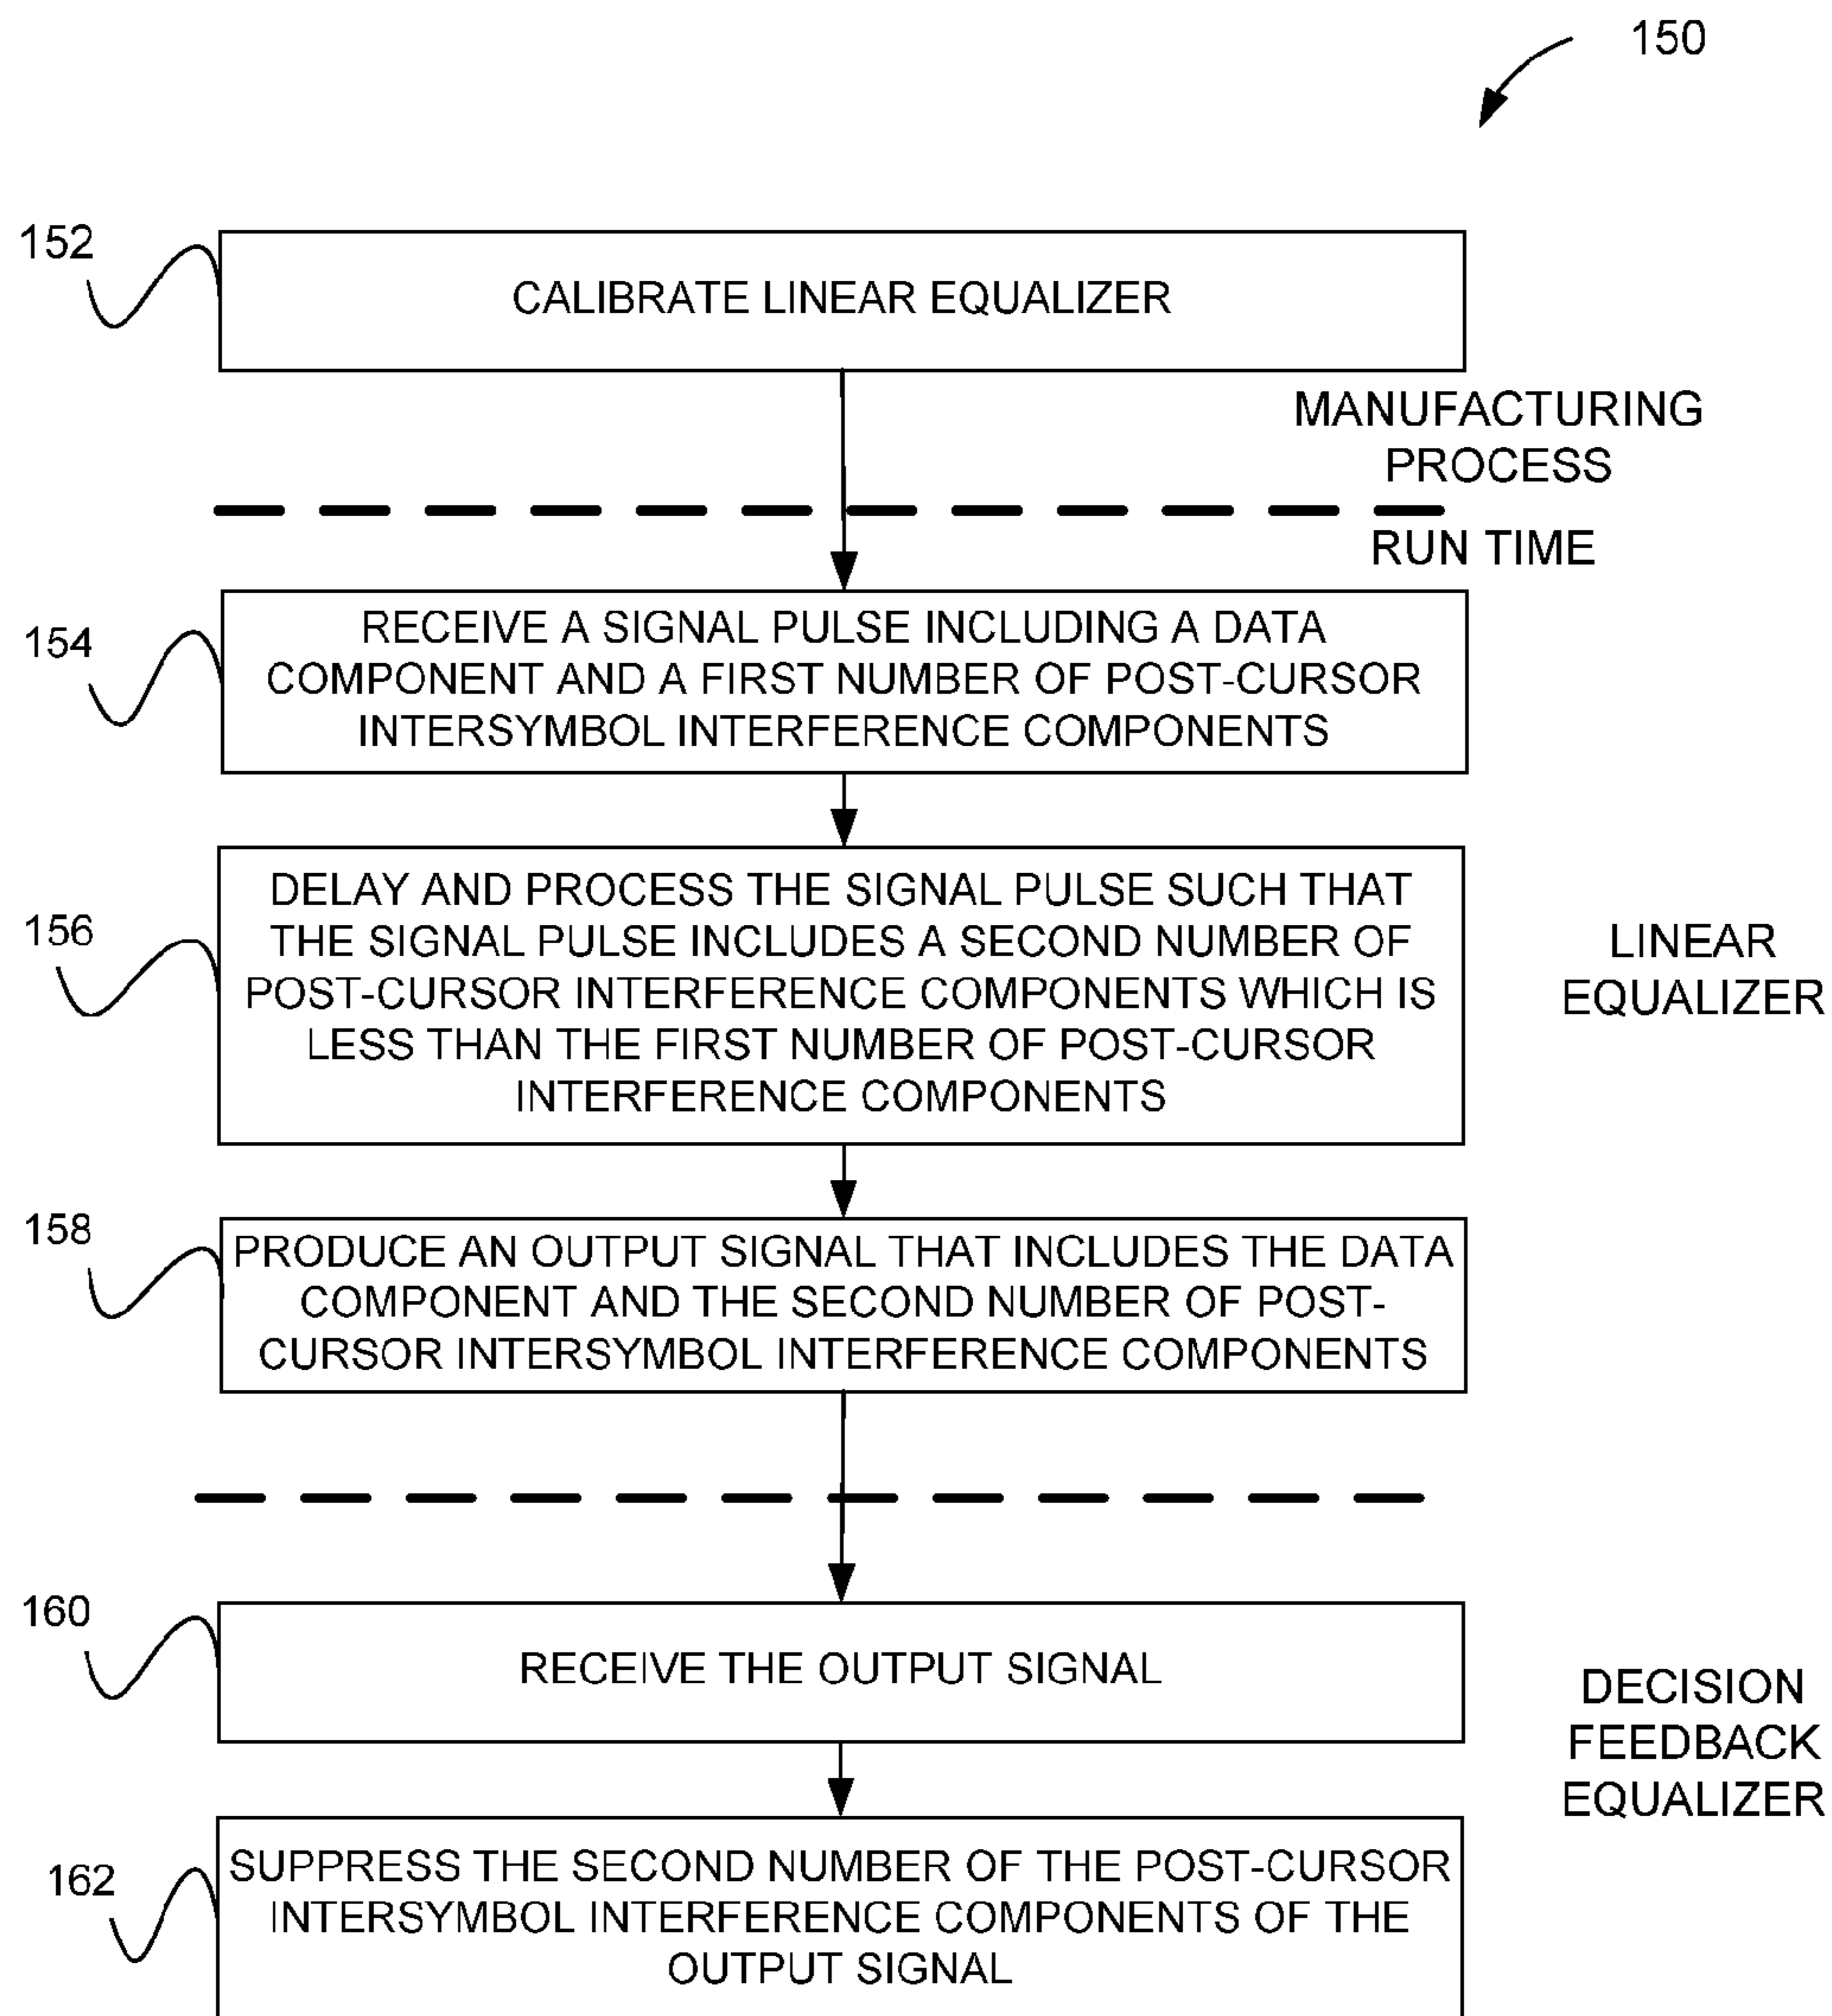 150
152
CALIBRATE LINEAR EQUALIZER
MANUFACTURING
PROCESS
RUN TIME
154
RECEIVE A SIGNAL PULSE INCLUDING A DATA
COMPONENT AND A FIRST NUMBER OF POST-CURSOR
INTERSYMBOL INTERFERENCE COMPONENTS
156
DELAY AND PROCESS THE SIGNAL PULSE SUCH THAT
THE SIGNAL PULSE INCLUDES A SECOND NUMBER OF
POST-CURSOR INTERFERENCE COMPONENTS WHICH IS
LESS THAN THE FIRST NUMBER OF POST-CURSOR
INTERFERENCE COMPONENTS
LINEAR
EQUALIZER
158
PRODUCE AN OUTPUT SIGNAL THAT INCLUDES THE DATA
COMPONENT AND THE SECOND NUMBER OF POST-
CURSOR INTERSYMBOL INTERFERENCE COMPONENTS
160
RECEIVE THE OUTPUT SIGNAL
DECISION
FEEDBACK
EQUALIZER
162
SUPPRESS THE SECOND NUMBER OF THE POST-CURSOR
INTERSYMBOL INTERFERENCE COMPONENTS OF THE
OUTPUT SIGNAL